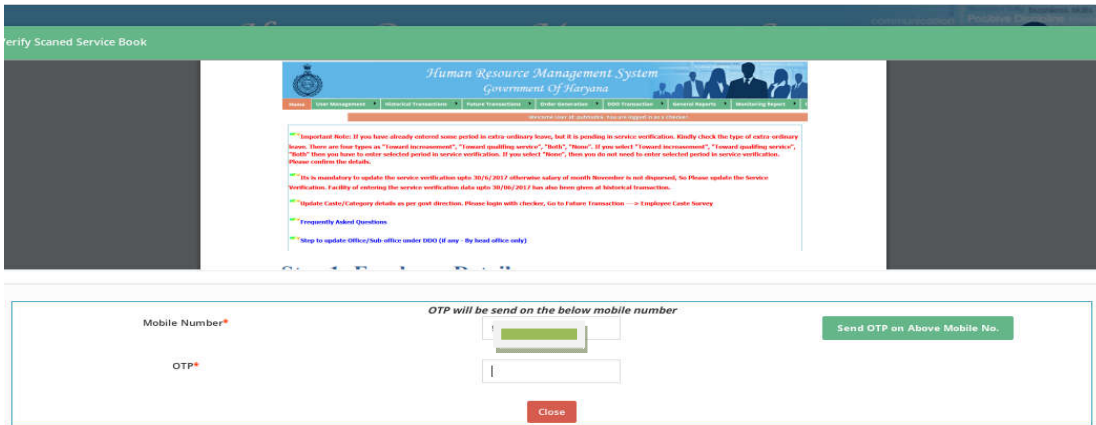 communication
Verify Scaned Service Book
Human Resource Management System
Government Of Haryana
Home User Management Historical Transactions Future Transactions Order Generation DDO Transaction General Reports Monitoring Report
Important Note: If you have already entered some period in extra-ordinary leave, but it is pending in service verification. Kindly check the type of extra-ordinary
leave. There are four types as "Toward increasement", "Toward qualifing service", "Both", "None". If you select "Toward increasement", "Toward qualifing service",
"Both" then you have to enter selected period in service verification. If you select "None", then you do not need to enter selected period in service verification.
Please confirm the details.
Its is mandatory to update the service verification upto 30/6/2017 otherwise salary of month November is not dispersed, So Please update the Service
Verification. Facility of entering the service verification data upto 30/06/2017 has also been given at historical transaction.
Update Caste/Category details as per govt direction. Please login with checker, Go to Future Transaction ---> Employee Caste Survey
Frequently Asked Questions
Step to update Office/Sub-office under DDO (if any - By head office only)
OTP will be send on the below mobile number
Mobile Number*
Send OTP on Above Mobile No.
OTP*
Close